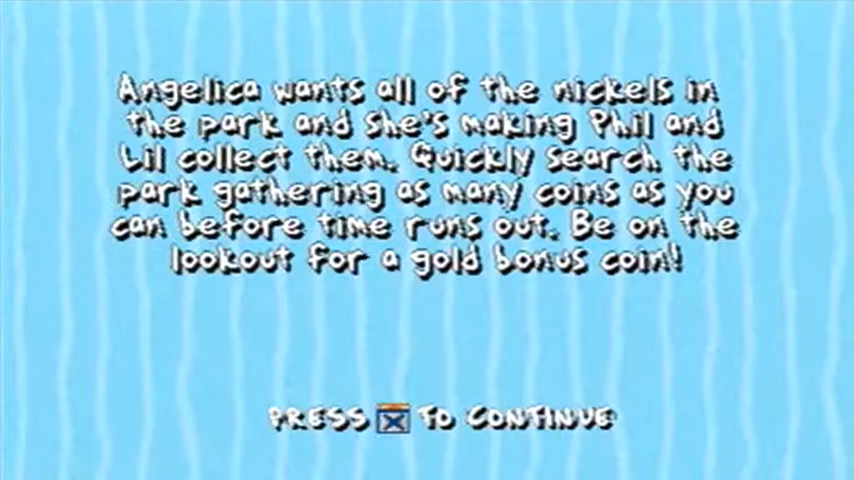 Angelica wants all of the nickels in
the park and she's making Phil and
Lil collect them. Quickly search the
park gathering as many coins as you
can before time runs out. Be on the
lookout for a gold bonus coin!
PRESS X TO CONTINUE